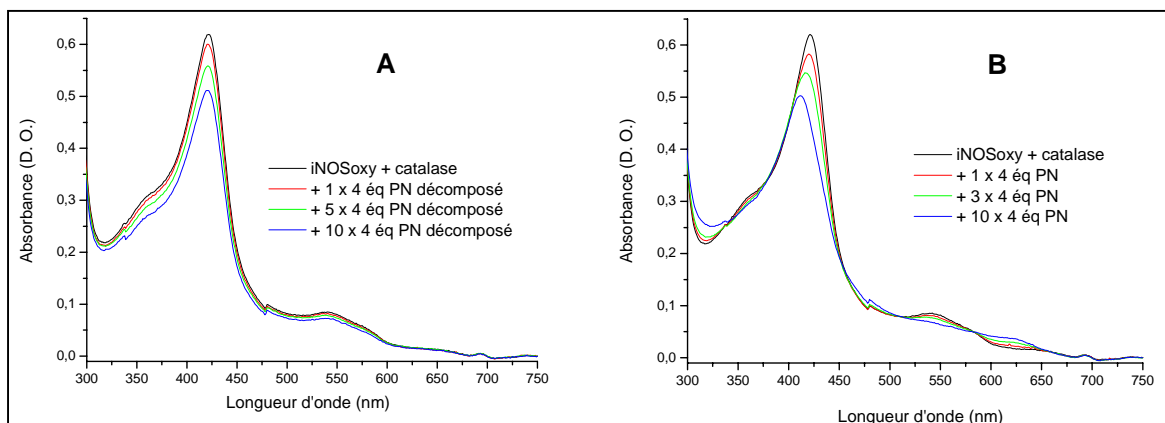 A
0,6
0,5
0,4
0,3
0,2
0,1
0,0
Absorbance (D. O.)
iNOSoxy + catalase
+ 1 x 4 éq PN décomposé
+ 5 x 4 éq PN décomposé
+ 10 x 4 éq PN décomposé
300 350 400 450 500 550 600 650 700 750
Longueur d'onde (nm)
B
0,6
0,5
0,4
0,3
0,2
0,1
0,0
Absorbance (D. O.)
iNOSoxy + catalase
+ 1 x 4 éq PN
+ 3 x 4 éq PN
+ 10 x 4 éq PN
300 350 400 450 500 550 600 650 700 750
Longueur d'onde (nm)